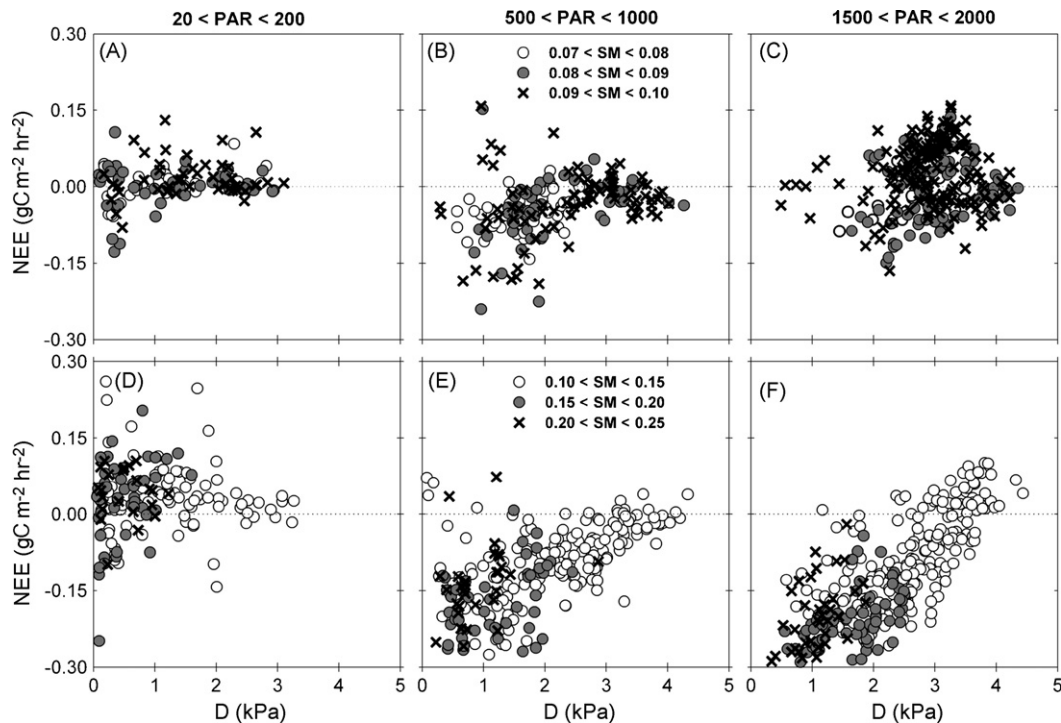 20 < PAR < 200
500 < PAR < 1000
1500 < PAR < 2000
NEE (gCm-2 hr-2)
0.30
0.15
0.00
-0.15
-0.30
(A)
(B)
0.07 < SM < 0.08
0.08 < SM < 0.09
0.09 < SM < 0.10
(C)
NEE (gC m-2 hr-2)
0.30
0.15
0.00
-0.15
-0.30
(D)
(E)
0.10 < SM < 0.15
0.15 < SM < 0.20
0.20 < SM < 0.25
(F)
0 1 2 3 4 5
0 1 2 3 4 5
0 1 2 3 4 5
D (kPa)
D (kPa)
D (kPa)